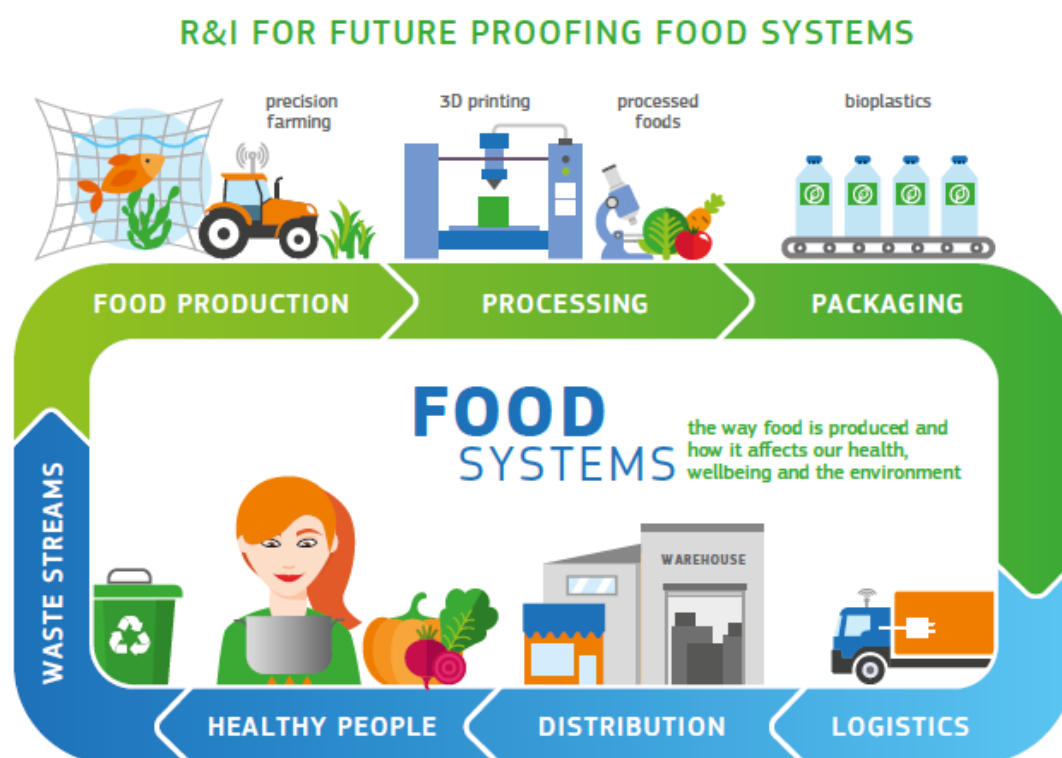 R&I FOR FUTURE PROOFING FOOD SYSTEMS
precision
farming
3D printing
processed
foods
bioplastics
FOOD PRODUCTION
PROCESSING
PACKAGING
FOOD
SYSTEMS
the way food is produced and
how it affects our health,
wellbeing and the environment
WASTE STREAMS
WAREHOUSE
HEALTHY PEOPLE
DISTRIBUTION
LOGISTICS